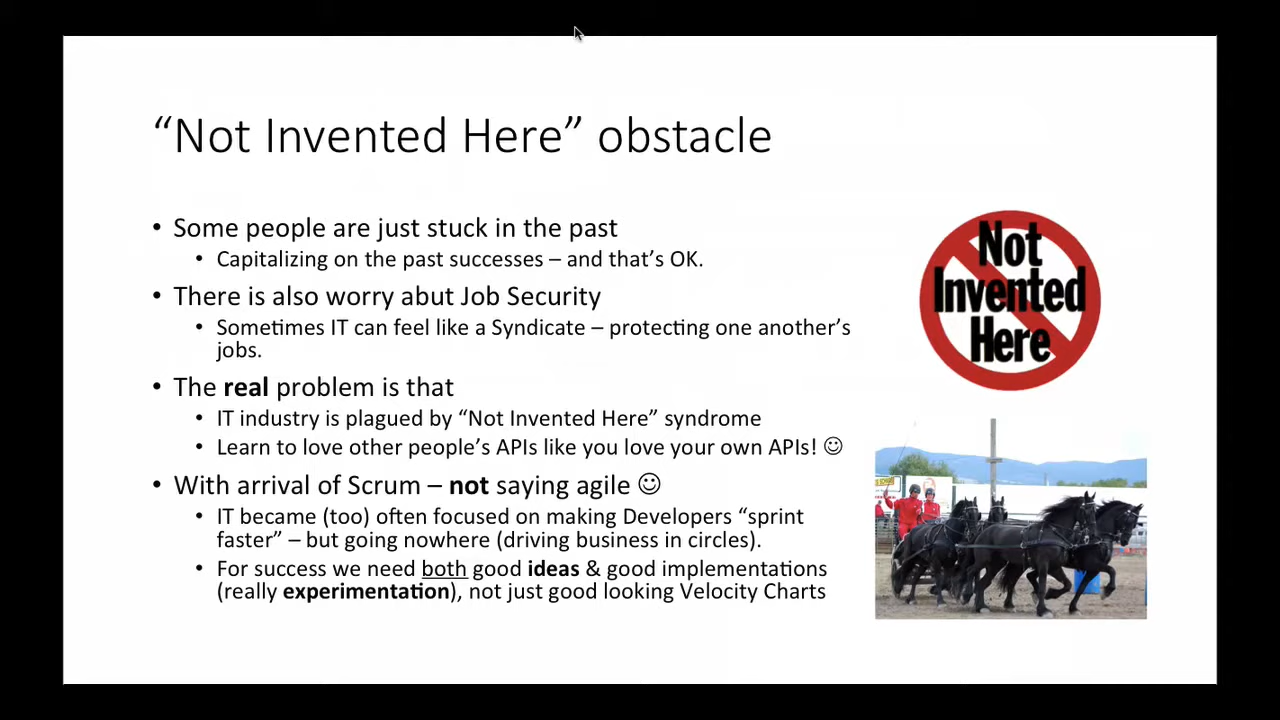 “Not Invented Here” obstacle
• Some people are just stuck in the past
• Capitalizing on the past successes – and that’s OK.
• There is also worry abut Job Security
• Sometimes IT can feel like a Syndicate – protecting one another’s
jobs.
• The real problem is that
• IT industry is plagued by “Not Invented Here” syndrome
• Learn to love other people’s APIs like you love your own APIs! ☺
• With arrival of Scrum – not saying agile ☺
• IT became (too) often focused on making Developers “sprint
faster” – but going nowhere (driving business in circles).
• For success we need both good ideas & good implementations
(really experimentation), not just good looking Velocity Charts
Not
Invented
Here